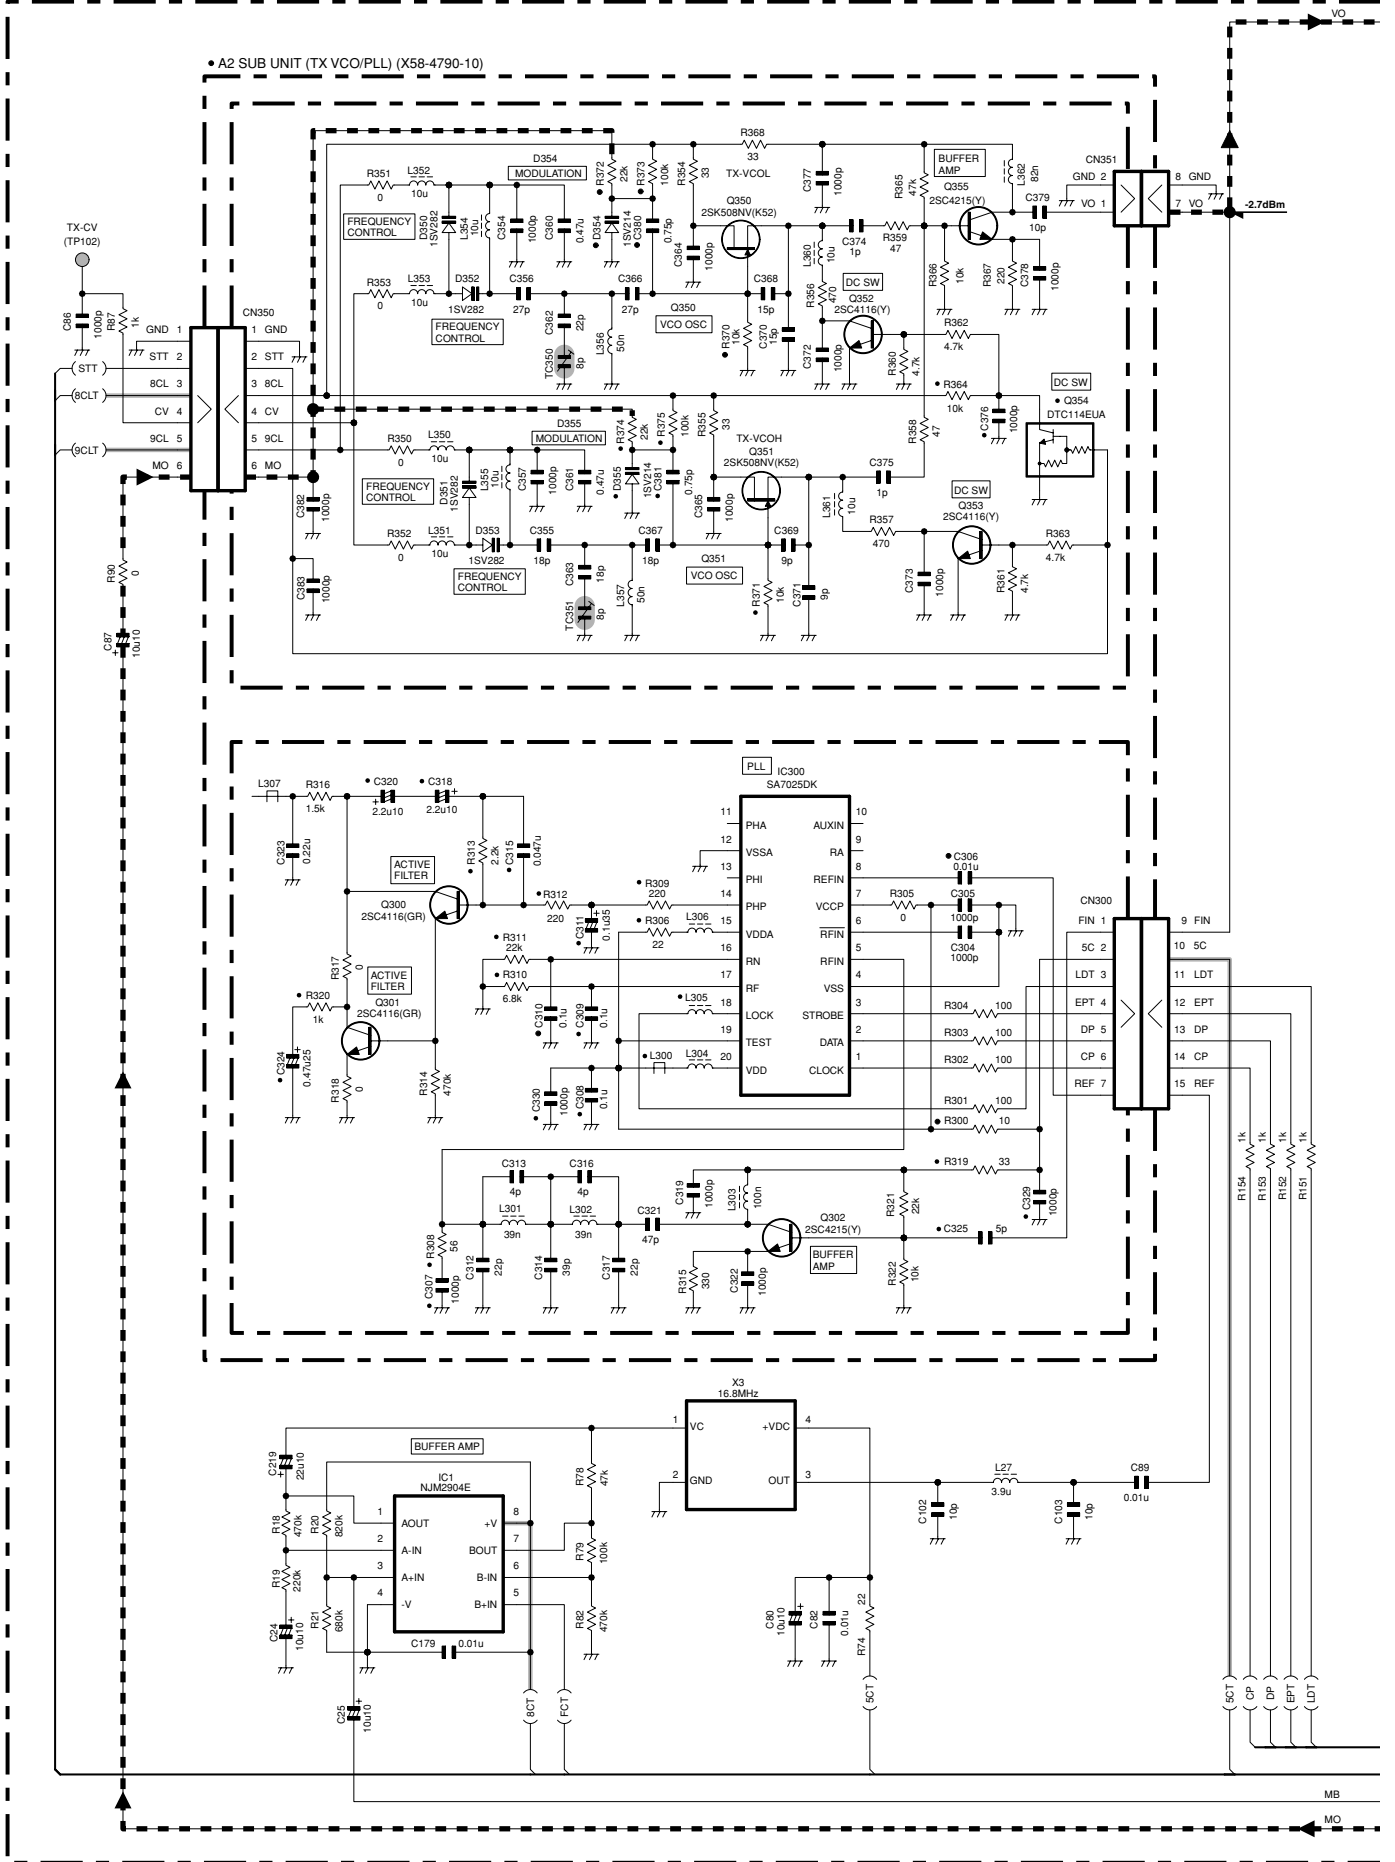 VO
• A2 SUB UNIT (TX VCO/PLL) (X58-4790-10)
R368
33
TX-VCOL
D354
MODULATION
R351
0
L352
10u
FREQUENCY
CONTROL
D350
1SV282
L354
10u
C354
1000p
C360
0.47u
• R372
22k
• D354
1SV214
• R373
100k
• C380
0.75p
R354
33
C364
1000p
Q350
2SK508NV(K52)
C377
1000p
C374
1p
R359
47
R365
47k
BUFFER
AMP
Q355
2SC4215(Y)
L362
82n
C379
10p
CN351
GND 2
VO 1
8 GND
7 VO
-2.7dBm
TX-CV
(TP102)
C86
1000p
R87
1k
R353
0
L353
10u
D352
1SV282
FREQUENCY
CONTROL
C356
27p
C362
22p
TC350
8p
L356
50n
C366
27p
Q350
VCO OSC
• R370
10k
C368
15p
C370
15p
L360
10u
R356
470
DC SW
Q352
2SC4116(Y)
C372
1000p
R360
4.7k
R362
4.7k
R366
10k
R367
220
C378
1000p
CN350
GND 1
STT 2
8CL 3
CV 4
9CL 5
MO 6
1 GND
2 STT
3 8CL
4 CV
5 9CL
6 MO
STT
8CLT
9CLT
• R364
10k
• C376
1000p
DC SW
• Q354
DTC114EUA
R350
0
L350
10u
FREQUENCY
CONTROL
D351
1SV282
L355
10u
D355
MODULATION
C357
1000p
C361
0.47u
• R374
22k
• D355
1SV214
• R375
100k
• C381
0.75p
R355
33
C365
1000p
TX-VCOH
Q351
2SK508NV(K52)
C375
1p
R358
47
L361
10u
R357
470
DC SW
Q353
2SC4116(Y)
R363
4.7k
C373
1000p
R361
4.7k
C382
1000p
C383
1000p
R352
0
L351
10u
D353
1SV282
FREQUENCY
CONTROL
C355
18p
C363
18p
TC351
8p
L357
50n
C367
18p
Q351
VCO OSC
• R371
10k
C369
9p
C371
9p
R90
0
C87
10u10
+
PLL
IC300
SA7025DK
L307
R316
1.5k
• C320
2.2u10
• C318
2.2u10
C323
0.22u
ACTIVE
FILTER
Q300
2SC4116(GR)
• R313
2.2k
• C315
0.047u
• R312
220
• C311
0.1u35
• R309
220
• R306
22
L306
11 PHA
12 VSSA
13 PHI
14 PHP
15 VDDA
16 RN
17 RF
18 LOCK
19 TEST
20 VDD
AUXIN 10
RA 9
REFIN 8
VCCP 7
RFIN 6
RFIN 5
VSS 4
STROBE 3
DATA 2
CLOCK 1
• C306
0.01u
R305
0
C305
1000p
C304
1000p
CN300
FIN 1
5C 2
LDT 3
EPT 4
DP 5
CP 6
REF 7
9 FIN
10 5C
11 LDT
12 EPT
13 DP
14 CP
15 REF
• R311
22k
• R310
6.8k
• C310
0.1u
• C309
0.1u
• L305
R317
0
ACTIVE
FILTER
Q301
2SC4116(GR)
• R320
1k
• C324
0.47u25
R318
0
R314
470k
• L300
L304
• C330
1000p
• C308
0.1u
R304 100
R303 100
R302 100
R301 100
• R300 10
• R319 33
R154 1k
R153 1k
R152 1k
R151 1k
C313
4p
C316
4p
L301
39n
L302
39n
• R308
56
• C307
1000p
C312
22p
C314
39p
C317
22p
C321
47p
C319
1000p
L303
100n
R315
330
C322
1000p
Q302
2SC4215(Y)
BUFFER
AMP
R321
22k
R322
10k
• C325
5p
• C329
1000p
X3
16.8MHz
1 VC
2 GND
+VDC 4
OUT 3
C219
22u10
BUFFER AMP
IC1
NJM2904E
R18
470k
R20
820k
R19
220k
R21
680k
C24
10u10
C25
10u10
1 AOUT
2 A-IN
3 A+IN
4 -V
+V 8
BOUT 7
B-IN 6
B+IN 5
C179
0.01u
R78
47k
R79
100k
R82
470k
C102
10p
L27
3.9u
C103
10p
C89
0.01u
C80
10u10
C82
0.01u
R74
22
8CT
FCT
5CT
5CT
CP
DP
EPT
LDT
MB
MO